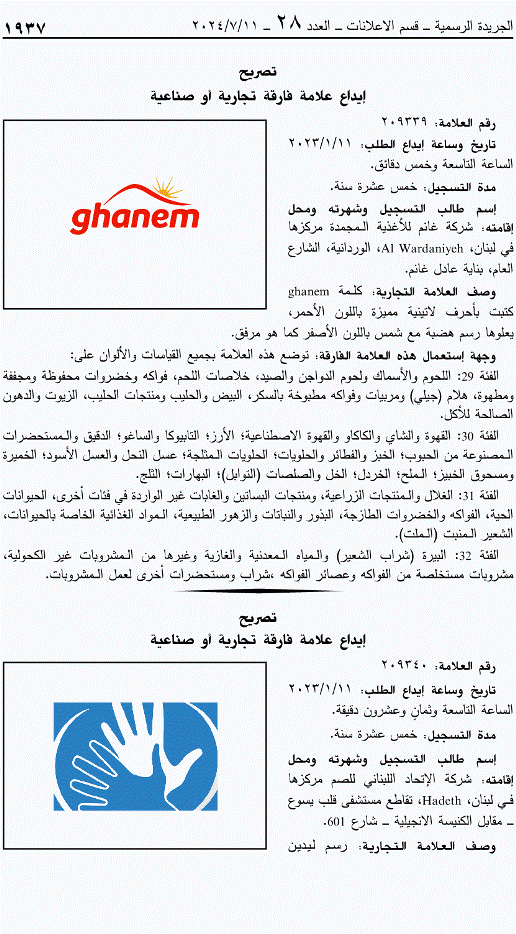 الجريدة الرسمية ــ قسم الاعلانات ــ العدد ٢٨ ــ ٢٠٢٤/٧/١١
١٩٣٧
تصريح
إيداع علامة فارقة تجارية أو صناعية
رقم العلامة: ٢٠٩٣٣٩
تاريخ وساعة إيداع الطلب: ٢٠٢٣/١/١١
الساعة التاسعة وخمس دقائق.
مدة التسجيل: خمس عشرة سنة.
إسم طالب التسجيل وشهرته ومحل
إقامته: شركة غانم للأغذية المجمدة مركزها
في لبنان، Al Wardaniyeh، الوردانية، الشارع
العام، بناية عادل غانم.
وصف العلامة التجارية: كلمة ghanem
كتبت بأحرف لاتينية مميزة باللون الأحمر،
يعلوها رسم هضبة مع شمس باللون الأصفر كما هو مرفق.
ghanem
وجهة إستعمال هذه العلامة الفارقة: توضع هذه العلامة بجميع القياسات والألوان على:
الفئة 29: اللحوم والأسماك ولحوم الدواجن والصيد، خلاصات اللحم، فواكه وخضروات محفوظة ومجففة
ومطهوة، هلام (جيلي) ومربيات وفواكه مطبوخة بالسكر، البيض والحليب ومنتجات الحليب، الزيوت والدهون
الصالحة للأكل.
الفئة 30: القهوة والشاي والكاكاو والقهوة الاصطناعية؛ الأرز؛ التابيوكا والساغو؛ الدقيق والمستحضرات
المصنوعة من الحبوب؛ الخبز والفطائر والحلويات؛ الحلويات المثلجة؛ عسل النحل والعسل الأسود؛ الخميرة
ومسحوق الخبيز؛ الملح؛ الخردل؛ الخل والصلصات (التوابل)؛ البهارات؛ الثلج.
الفئة 31: الغلال والمنتجات الزراعية، ومنتجات البساتين والغابات غير الواردة في فئات أخرى، الحيوانات
الحية، الفواكه والخضروات الطازجة، البذور والنباتات والزهور الطبيعية، المواد الغذائية الخاصة بالحيوانات،
الشعير المنبت (الملت).
الفئة 32: البيرة (شراب الشعير) والمياه المعدنية والغازية وغيرها من المشروبات غير الكحولية،
مشروبات مستخلصة من الفواكه وعصائر الفواكه ،شراب ومستحضرات أخرى لعمل المشروبات.
تصريح
إيداع علامة فارقة تجارية أو صناعية
رقم العلامة: ٢٠٩٣٤٠
تاريخ وساعة إيداع الطلب: ٢٠٢٣/١/١١
الساعة التاسعة وثمانٍ وعشرون دقيقة.
مدة التسجيل: خمس عشرة سنة.
إسم طالب التسجيل وشهرته ومحل
إقامته: شركة الإتحاد اللبناني للصم مركزها
في لبنان، Hadeth، تقاطع مستشفى قلب يسوع
ــ مقابل الكنيسة الانجيلية ــ شارع 601.
وصف العلامة التجارية: رسم ليدين